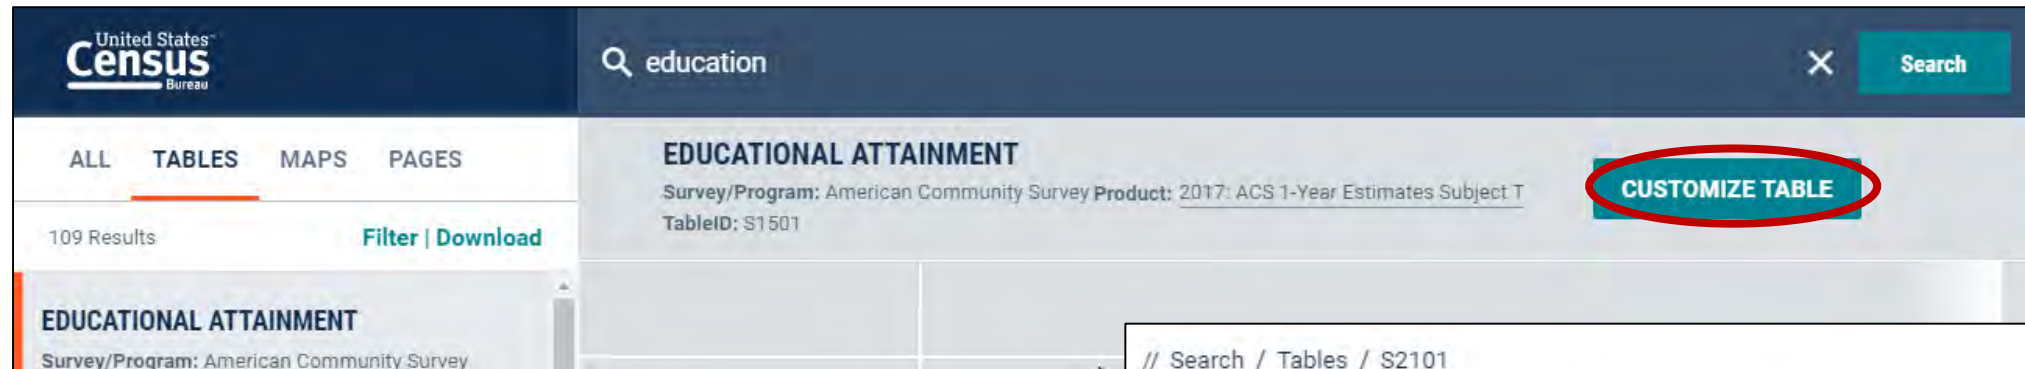 United States
Census
Bureau
education
Search
ALL TABLES MAPS PAGES
109 Results
Filter | Download
EDUCATIONAL ATTAINMENT
Survey/Program: American Community Survey
EDUCATIONAL ATTAINMENT
Survey/Program: American Community Survey Product: 2017: ACS 1-Year Estimates Subject T
TableID: S1501
CUSTOMIZE TABLE
// Search / Tables / S2101